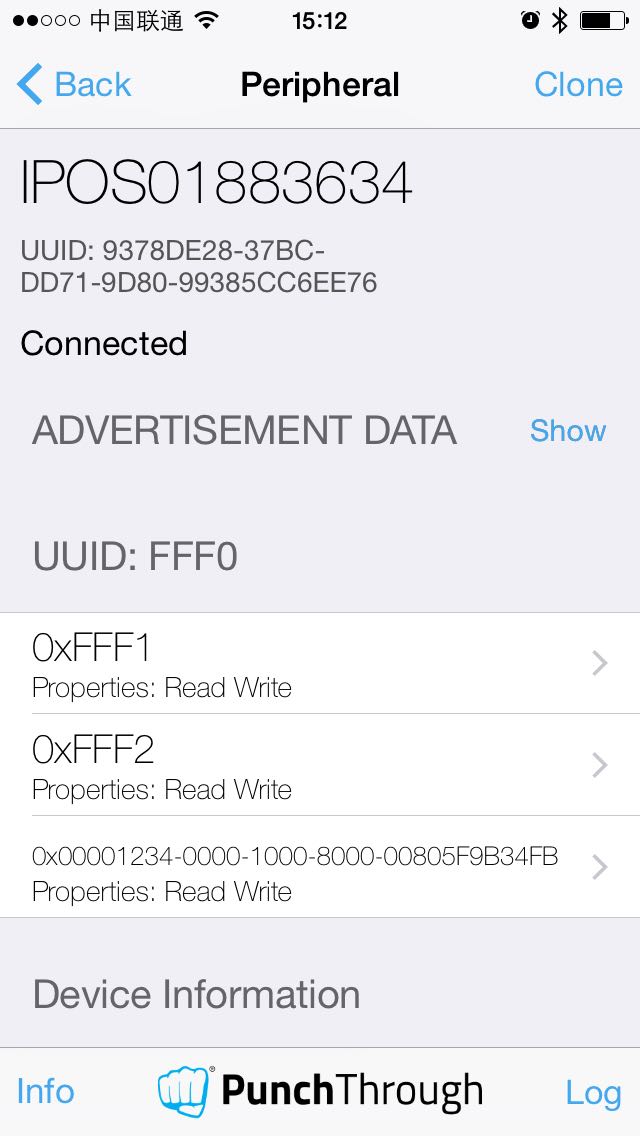 中国联通 15:12
Back Peripheral Clone
IPOS01883634
UUID: 9378DE28-37BC-
DD71-9D80-99385CC6EE76
Connected
ADVERTISEMENT DATA Show
UUID: FFF0
0xFFF1
Properties: Read Write
0xFFF2
Properties: Read Write
0x00001234-0000-1000-8000-00805F9B34FB
Properties: Read Write
Device Information
Info PunchThrough® Log